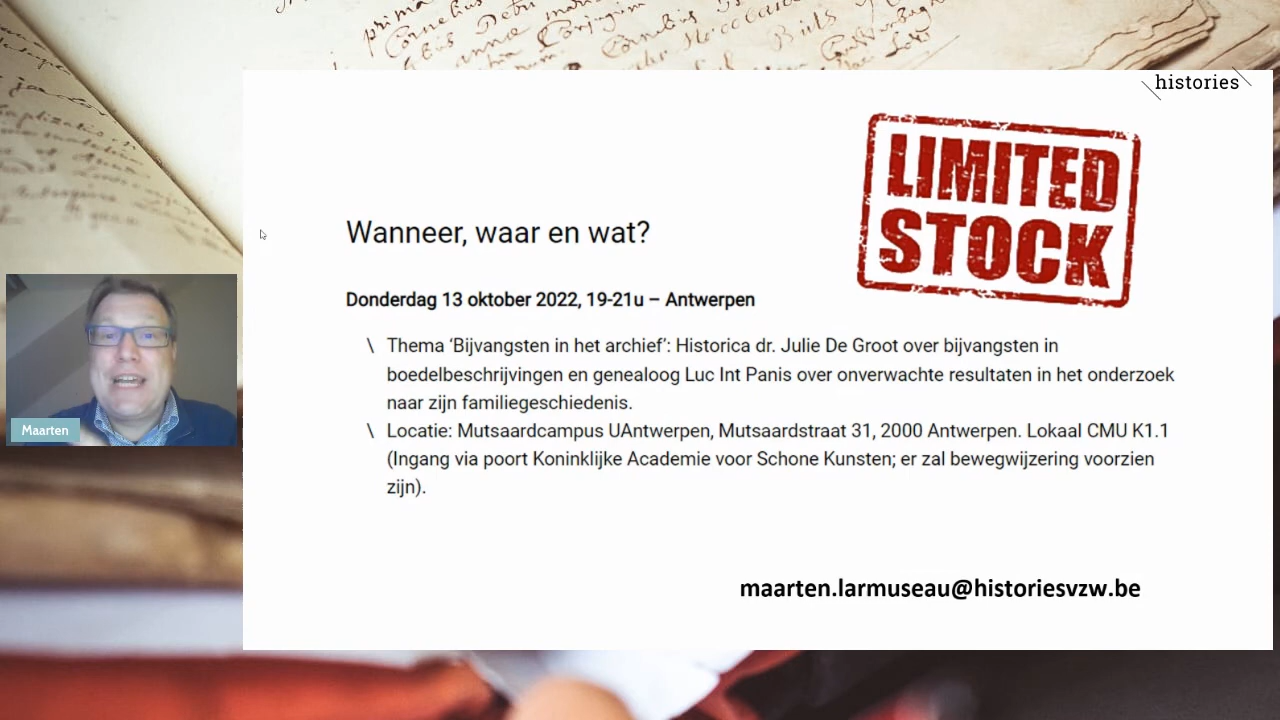 histories
LIMITED
STOCK
Wanneer, waar en wat?
Donderdag 13 oktober 2022, 19-21u – Antwerpen
\ Thema ‘Bijvangsten in het archief’: Historica dr. Julie De Groot over bijvangsten in
boedelbeschrijvingen en genealoog Luc Int Panis over onverwachte resultaten in het onderzoek
naar zijn familiegeschiedenis.
\ Locatie: Mutsaardcampus UAntwerpen, Mutsaardstraat 31, 2000 Antwerpen. Lokaal CMU K1.1
(Ingang via poort Koninklijke Academie voor Schone Kunsten; er zal bewegwijzering voorzien
zijn).
Maarten
maarten.larmuseau@historiesvzw.be